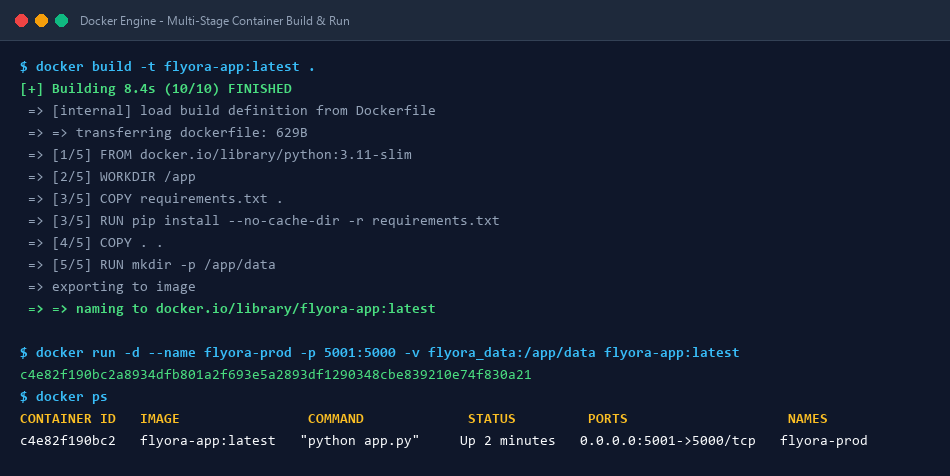 Docker Engine - Multi-Stage Container Build & Run
$ docker build -t flyora-app:latest .
[+] Building 8.4s (10/10) FINISHED
=> [internal] load build definition from Dockerfile
=> => transferring dockerfile: 629B
=> [1/5] FROM docker.io/library/python:3.11-slim
=> [2/5] WORKDIR /app
=> [3/5] COPY requirements.txt .
=> [3/5] RUN pip install --no-cache-dir -r requirements.txt
=> [4/5] COPY . .
=> [5/5] RUN mkdir -p /app/data
=> exporting to image
=> => naming to docker.io/library/flyora-app:latest
$ docker run -d --name flyora-prod -p 5001:5000 -v flyora_data:/app/data flyora-app:latest
c4e82f190bc2a8934dfb801a2f693e5a2893df1290348cbe839210e74f830a21
$ docker ps
CONTAINER ID IMAGE COMMAND STATUS PORTS NAMES
c4e82f190bc2 flyora-app:latest "python app.py" Up 2 minutes 0.0.0.0:5001->5000/tcp flyora-prod